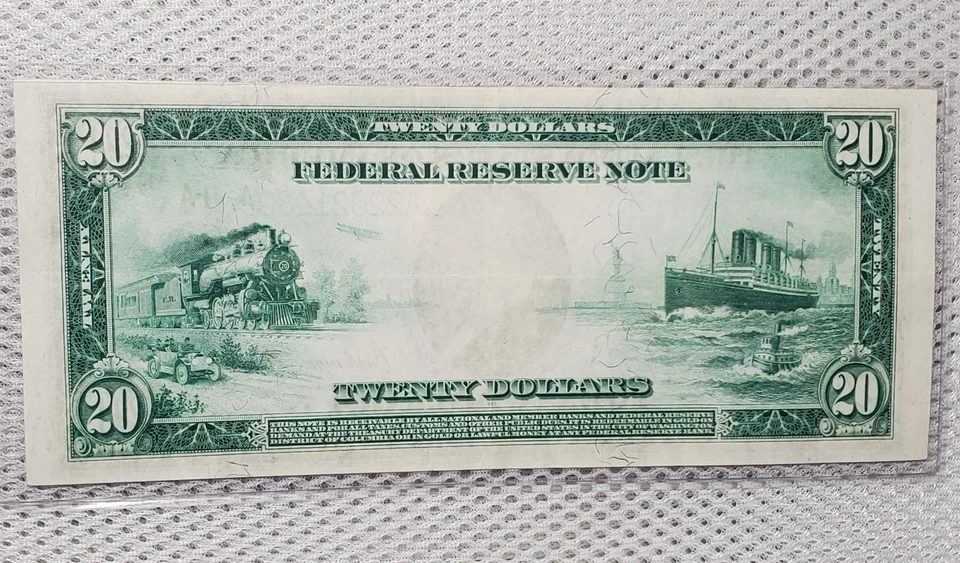 TWENTY DOLLARS
20
20
FEDERAL RESERVE NOTE
TWENTY
TWENTY
F.R.
TWENTY DOLLARS
20
20
THIS NOTE IS RECEIVABLE BY ALL NATIONAL AND MEMBER BANKS AND FEDERAL RESERVE
BANKS AND FOR ALL TAXES, CUSTOMS AND OTHER PUBLIC DUES. IT IS REDEEMABLE IN GOLD ON
DEMAND AT THE TREASURY DEPARTMENT OF THE UNITED STATES IN THE CITY OF WASHINGTON,
DISTRICT OF COLUMBIA OR IN GOLD OR LAWFUL MONEY AT ANY FEDERAL RESERVE BANK.